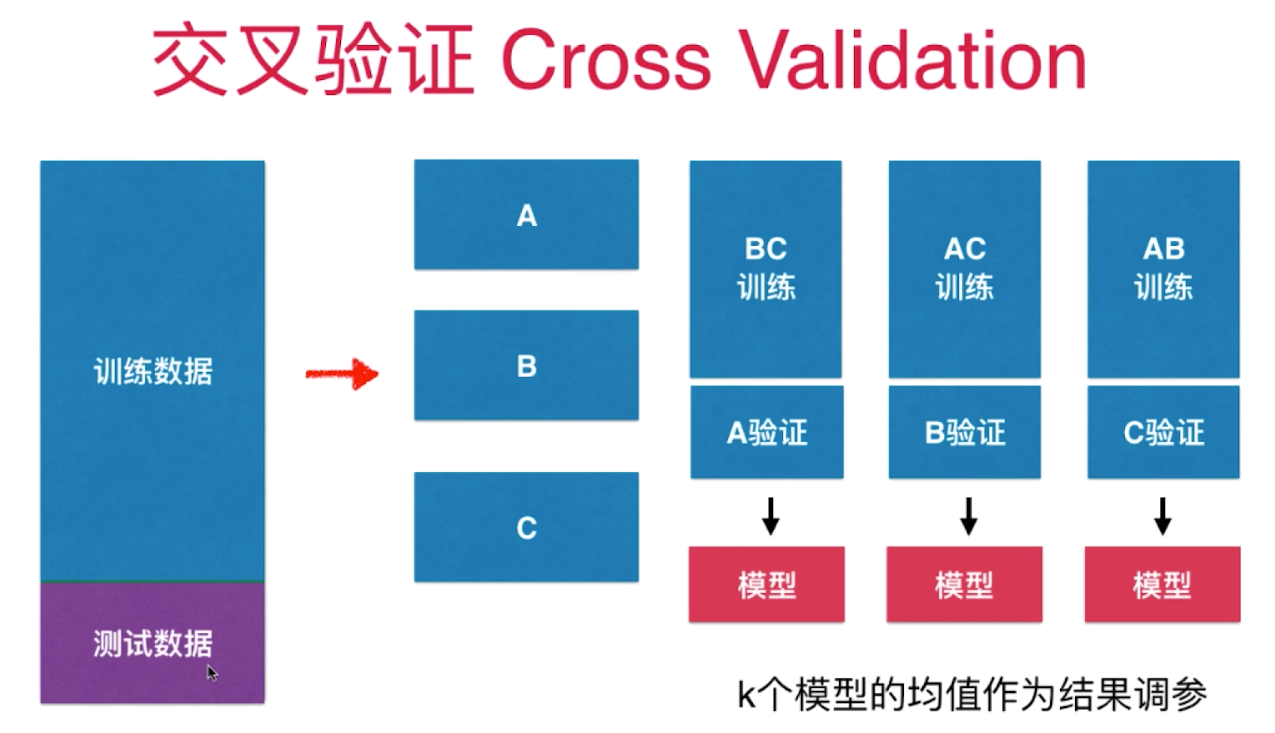 交叉验证 Cross Validation
训练数据
测试数据
A
B
C
BC
训练
A验证
模型
AC
训练
B验证
模型
AB
训练
C验证
模型
k个模型的均值作为结果调参